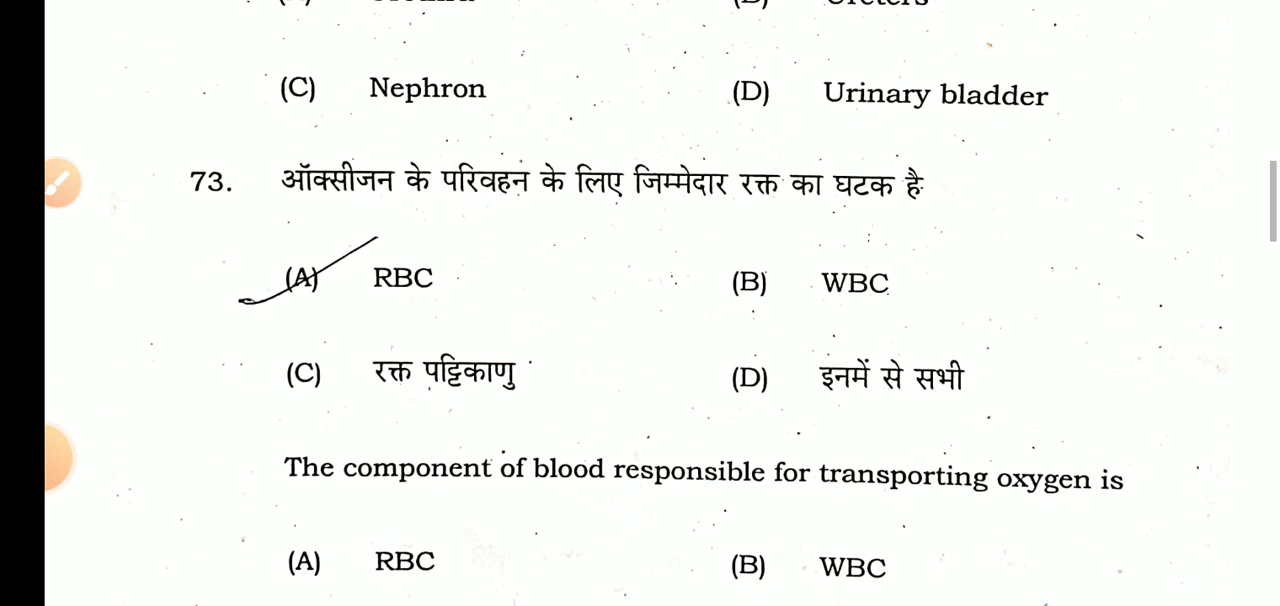 (C) Nephron (D) Urinary bladder
73. ऑक्सीजन के परिवहन के लिए जिम्मेदार रक्त का घटक है
(A) RBC (B) WBC
(C) रक्त पट्टिकाणु (D) इनमें से सभी
The component of blood responsible for transporting oxygen is
(A) RBC (B) WBC